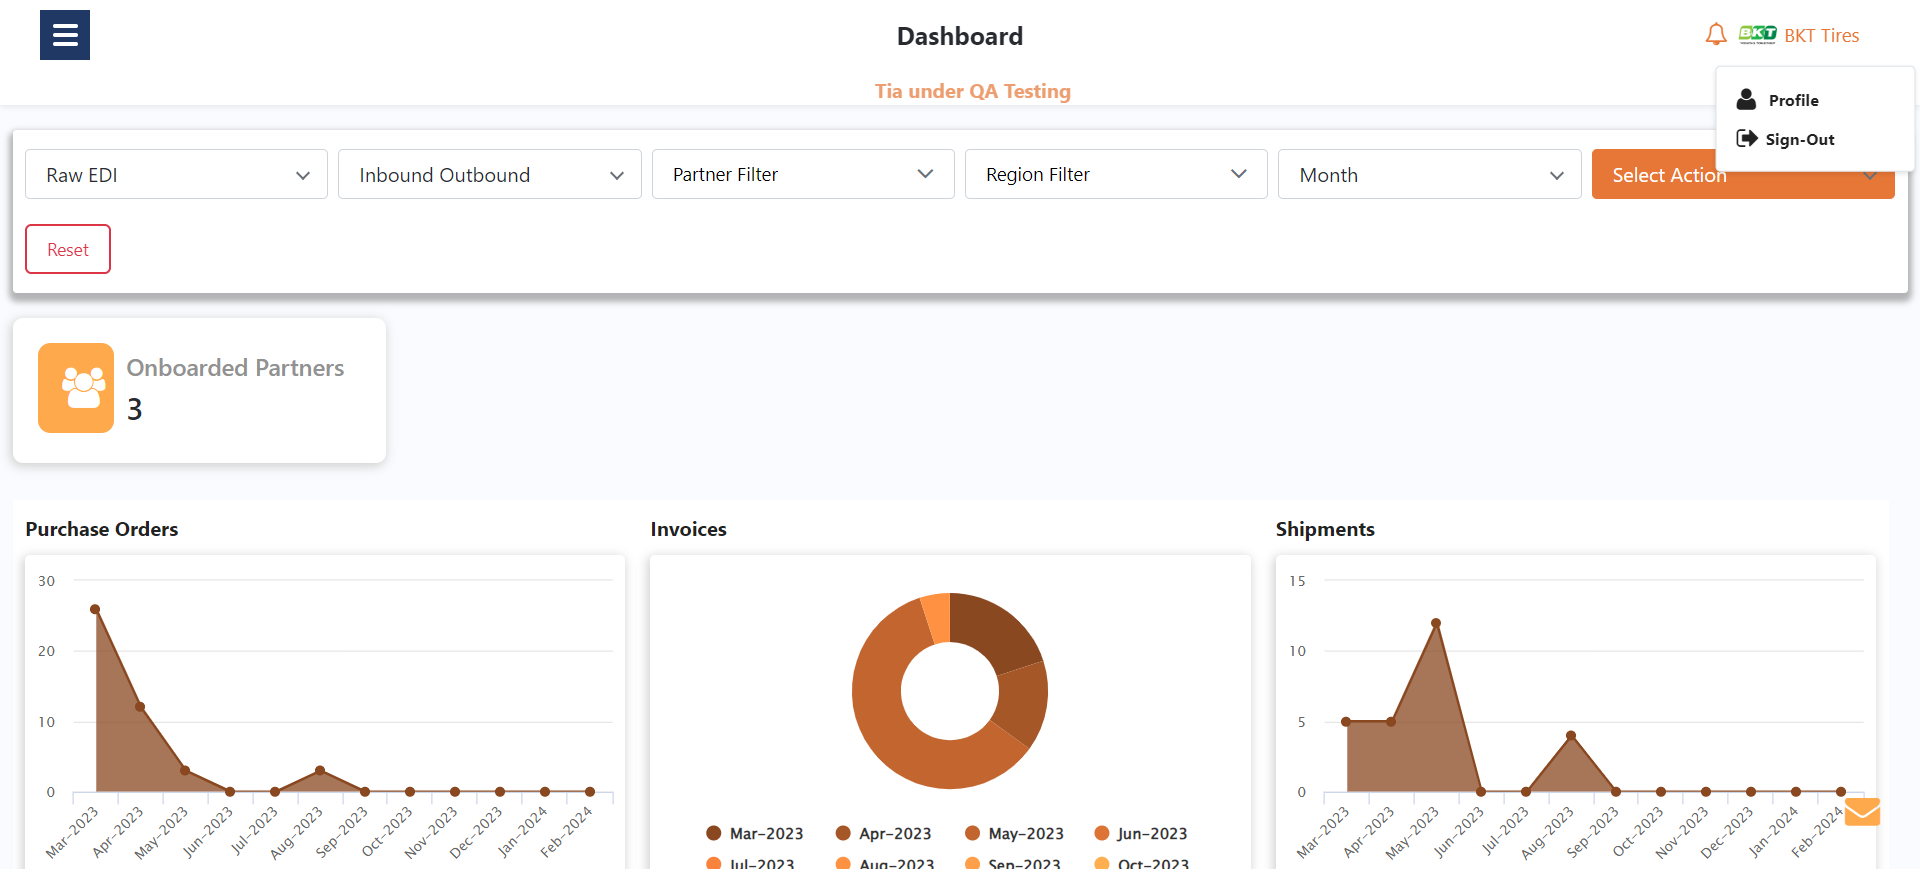 Dashboard
BKT
BKT Tires
Tia under QA Testing
Profile
Sign-Out
Raw EDI
Inbound Outbound
Partner Filter
Region Filter
Month
Select Action
Reset
Onboarded Partners
3
Purchase Orders
30
20
10
0
Mar-2023
Apr-2023
May-2023
Jun-2023
Jul-2023
Aug-2023
Sep-2023
Oct-2023
Nov-2023
Dec-2023
Jan-2024
Feb-2024
Invoices
Mar-2023
Apr-2023
May-2023
Jun-2023
Jul-2023
Aug-2023
Sep-2023
Oct-2023
Shipments
15
10
5
0
Mar-2023
Apr-2023
May-2023
Jun-2023
Jul-2023
Aug-2023
Sep-2023
Oct-2023
Nov-2023
Dec-2023
Jan-2024
Feb-2024